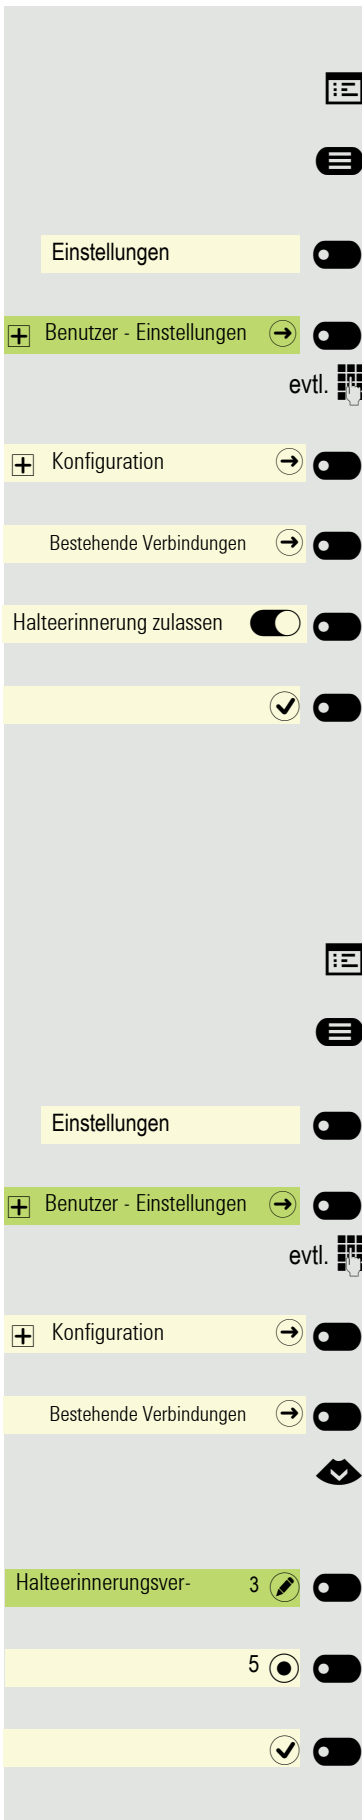 Einstellungen
Benutzer - Einstellungen
evtl.
Konfiguration
Bestehende Verbindungen
Halteerinnerung zulassen
Einstellungen
Benutzer - Einstellungen
evtl.
Konfiguration
Bestehende Verbindungen
Halteerinnerungsver- 3
5